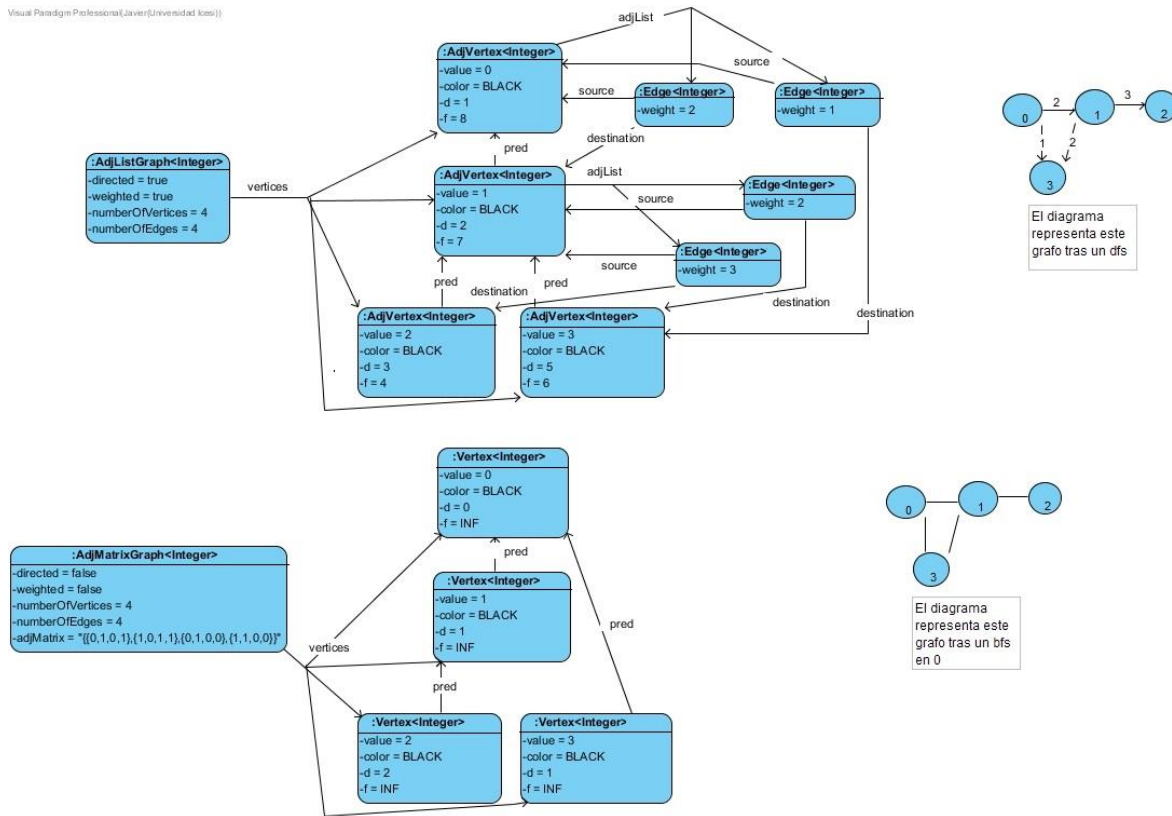 Visual Paradigm Professional(Javier(Universidad Icesi))
adjList
:AdjVertex<Integer>
-value = 0
-color = BLACK
-d = 1
-f = 8
source
source
:Edge<Integer>
-weight = 2
:Edge<Integer>
-weight = 1
destination
pred
:AdjListGraph<Integer>
-directed = true
-weighted = true
-numberOfVertices = 4
-numberOfEdges = 4
vertices
:AdjVertex<Integer>
-value = 1
-color = BLACK
-d = 2
-f = 7
adjList
source
:Edge<Integer>
-weight = 2
:Edge<Integer>
-weight = 3
source
pred
pred
destination
destination
destination
:AdjVertex<Integer>
-value = 2
-color = BLACK
-d = 3
-f = 4
:AdjVertex<Integer>
-value = 3
-color = BLACK
-d = 5
-f = 6
0
2
1
3
2
1
2
3
El diagrama
representa este
grafo tras un dfs
:Vertex<Integer>
-value = 0
-color = BLACK
-d = 0
-f = INF
pred
:AdjMatrixGraph<Integer>
-directed = false
-weighted = false
-numberOfVertices = 4
-numberOfEdges = 4
-adjMatrix = "{{0,1,0,1},{1,0,1,1},{0,1,0,0},{1,1,0,0}}"
vertices
:Vertex<Integer>
-value = 1
-color = BLACK
-d = 1
-f = INF
pred
pred
:Vertex<Integer>
-value = 2
-color = BLACK
-d = 2
-f = INF
:Vertex<Integer>
-value = 3
-color = BLACK
-d = 1
-f = INF
0
1
2
3
El diagrama
representa este
grafo tras un bfs
en 0